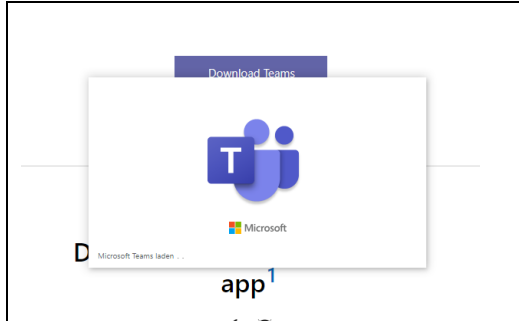 Download Teams
T
Microsoft
Microsoft Teams laden . .
D
app1